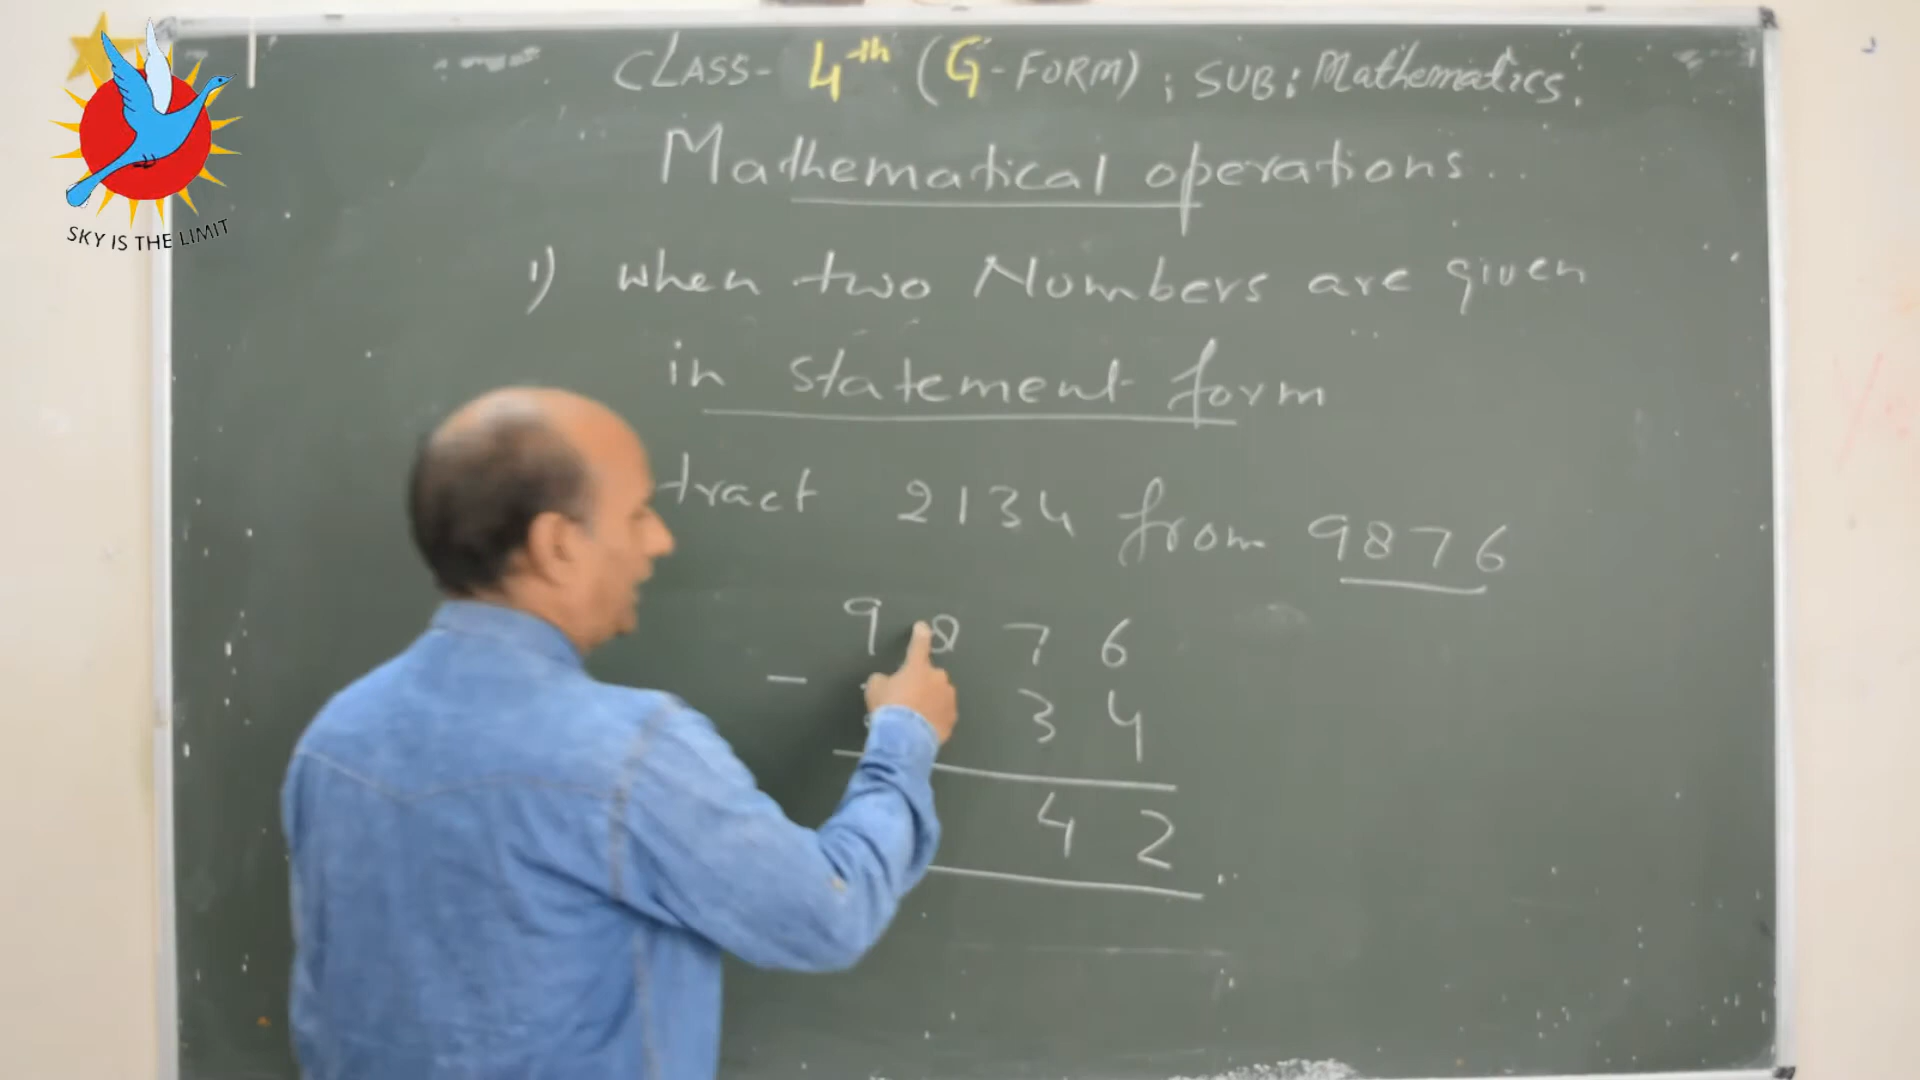 SKY IS THE LIMIT
CLASS- 4th (G-FORM) ; SUB: Mathematics.
Mathematical operations..
1) when two Numbers are given
in statement form
tract 2134 from 9876
9 8 7 6
- 3 4
4 2